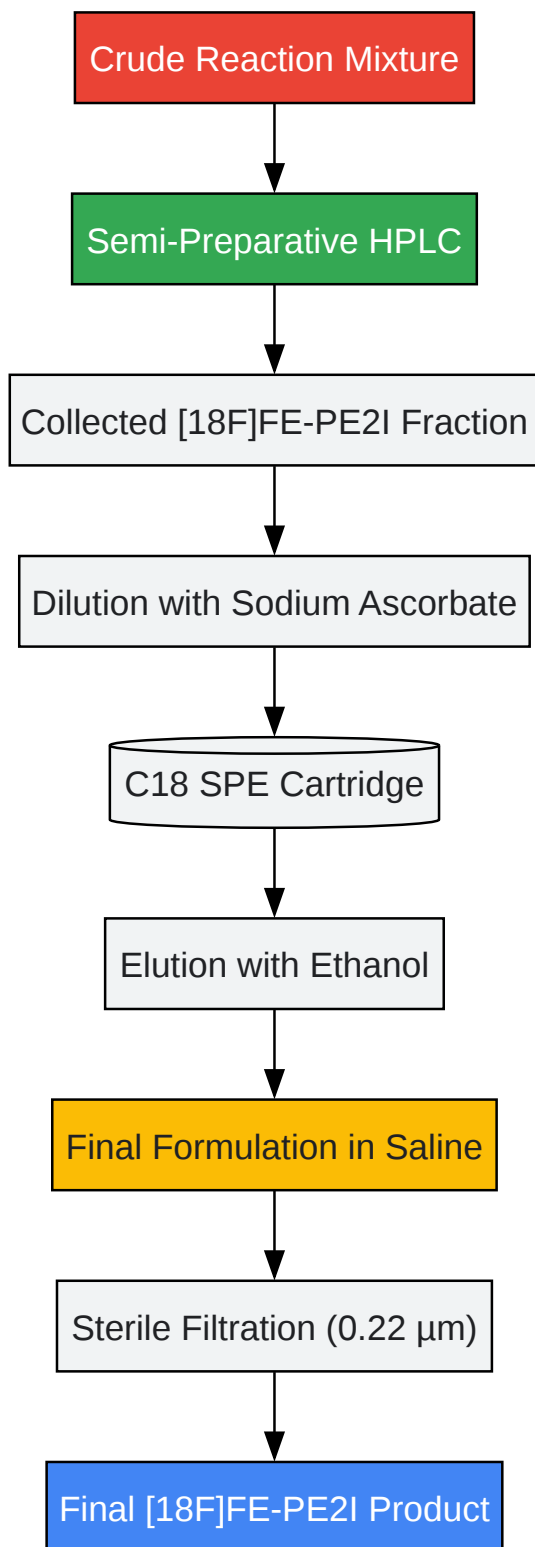 Crude Reaction Mixture
Semi-Preparative HPLC
Collected [18F]FE-PE2I Fraction
Dilution with Sodium Ascorbate
C18 SPE Cartridge
Elution with Ethanol
Final Formulation in Saline
Sterile Filtration (0.22 µm)
Final [18F]FE-PE2I Product